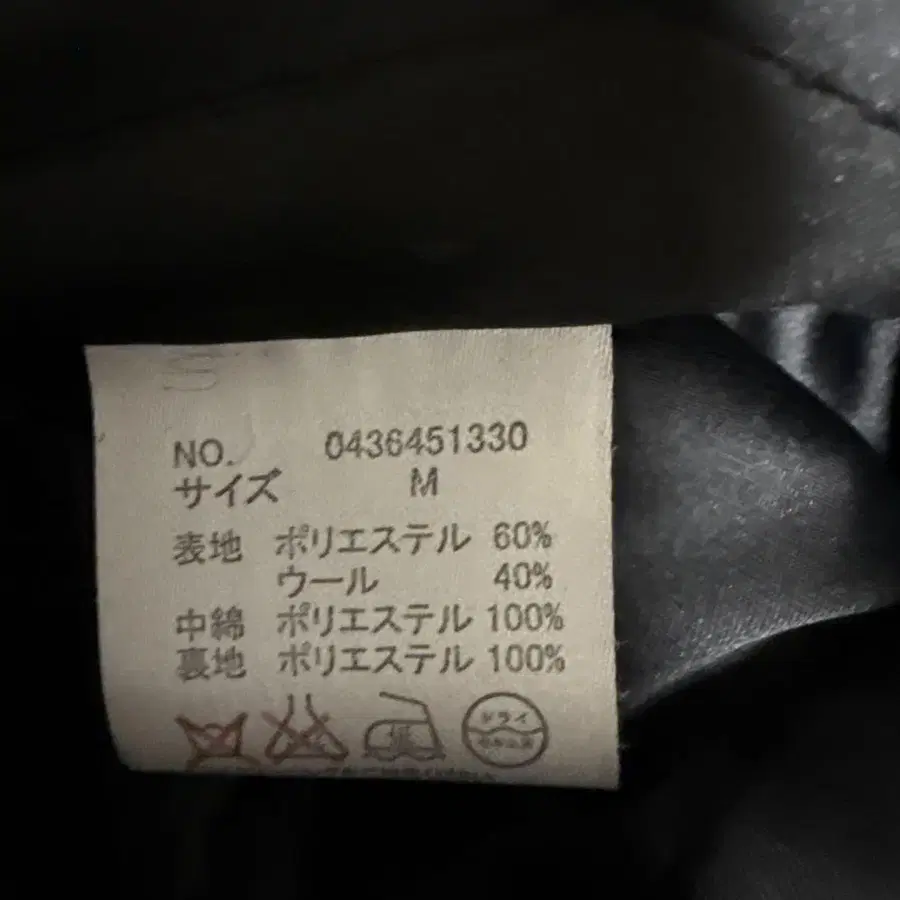 NO. 0436451330
サイズ M
表地 ポリエステル 60%
ウール 40%
中綿 ポリエステル 100%
裏地 ポリエステル 100%
ドライ